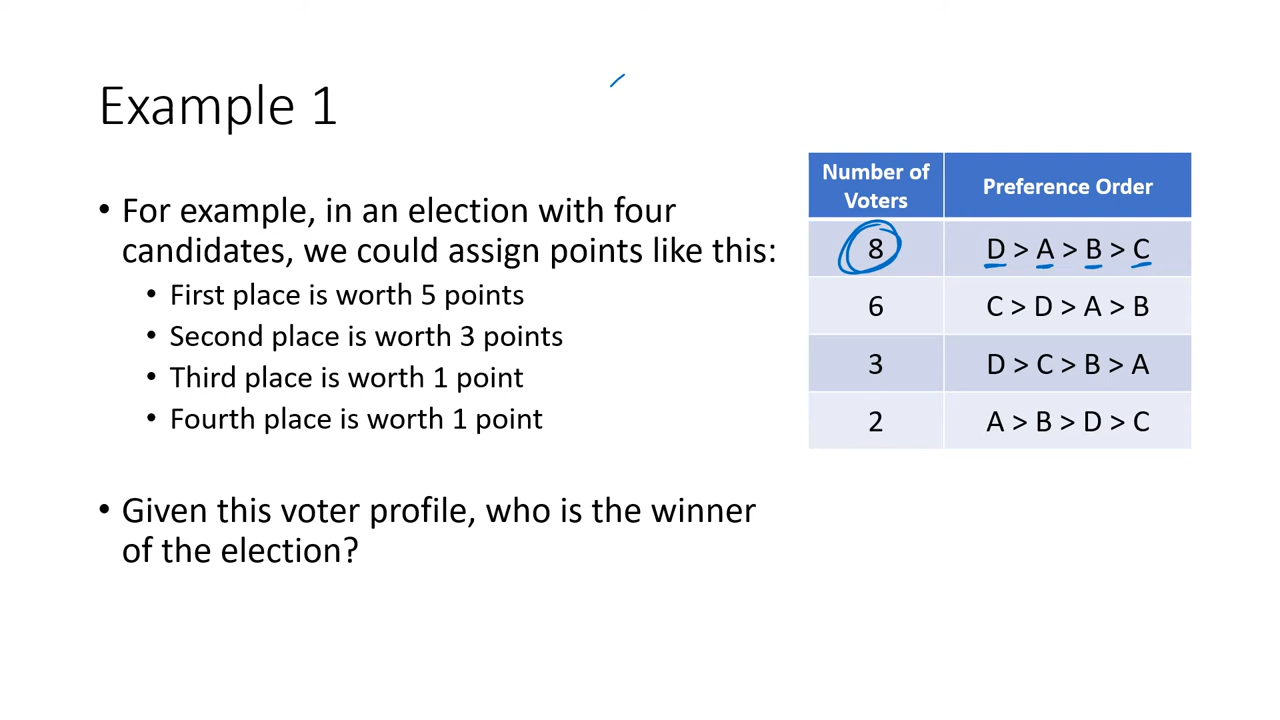 Example 1
• For example, in an election with four
candidates, we could assign points like this:
• First place is worth 5 points
• Second place is worth 3 points
• Third place is worth 1 point
• Fourth place is worth 1 point
• Given this voter profile, who is the winner
of the election?
Number of
Voters
Preference Order
8 D > A > B > C
6 C > D > A > B
3 D > C > B > A
2 A > B > D > C